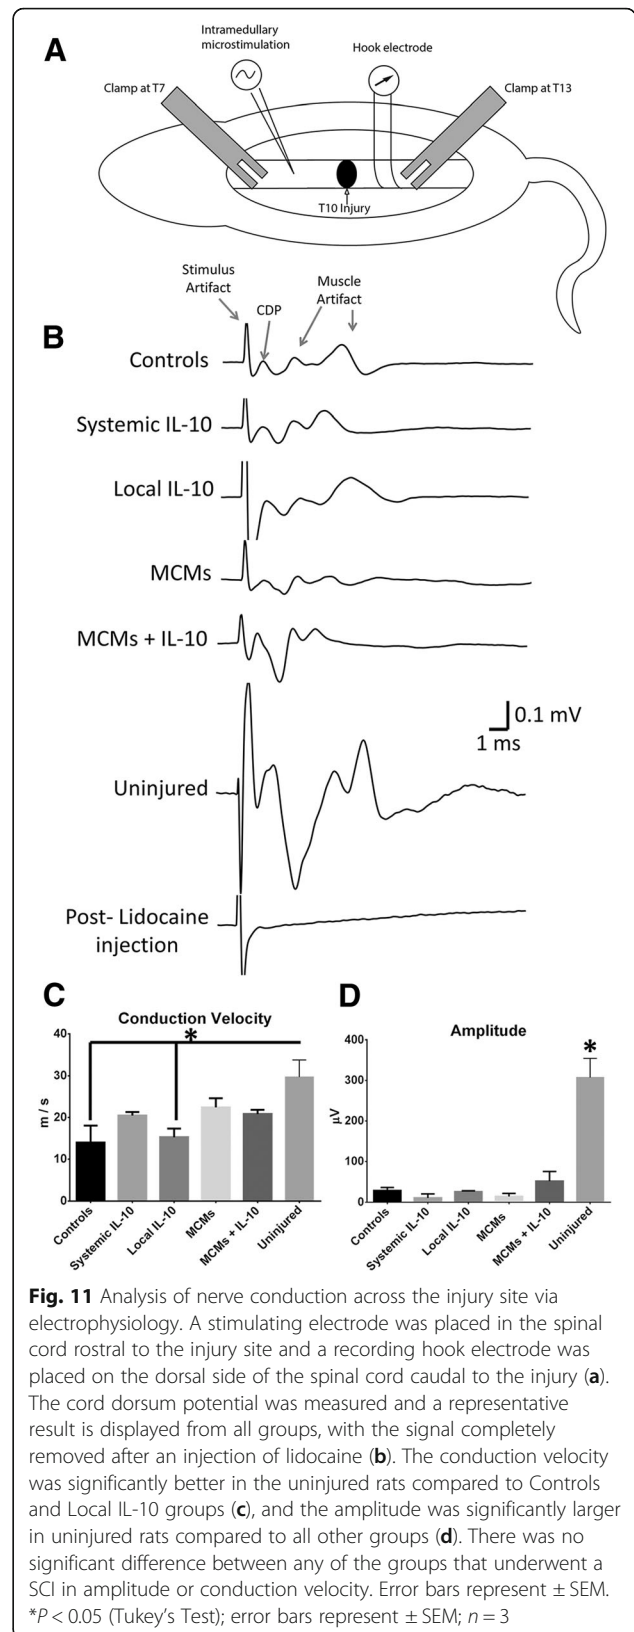 A
Intramedullary
microstimulation
Hook electrode
Clamp at T7
Clamp at T13
T10 Injury
B
Stimulus
Artifact
CDP
Muscle
Artifact
Controls
Systemic IL-10
Local IL-10
MCMs
MCMs + IL-10
0.1 mV
1 ms
Uninjured
Post- Lidocaine
injection
C
Conduction Velocity
*
40
30
20
10
0
m / s
Controls
Systemic IL-10
Local IL-10
MCMs
MCMs + IL-10
Uninjured
D
Amplitude
*
400
300
200
100
0
µV
Controls
Systemic IL-10
Local IL-10
MCMs
MCMs + IL-10
Uninjured
Fig. 11 Analysis of nerve conduction across the injury site via
electrophysiology. A stimulating electrode was placed in the spinal
cord rostral to the injury site and a recording hook electrode was
placed on the dorsal side of the spinal cord caudal to the injury (a).
The cord dorsum potential was measured and a representative
result is displayed from all groups, with the signal completely
removed after an injection of lidocaine (b). The conduction velocity
was significantly better in the uninjured rats compared to Controls
and Local IL-10 groups (c), and the amplitude was significantly larger
in uninjured rats compared to all other groups (d). There was no
significant difference between any of the groups that underwent a
SCI in amplitude or conduction velocity. Error bars represent ± SEM.
*P < 0.05 (Tukey's Test); error bars represent ± SEM; n = 3